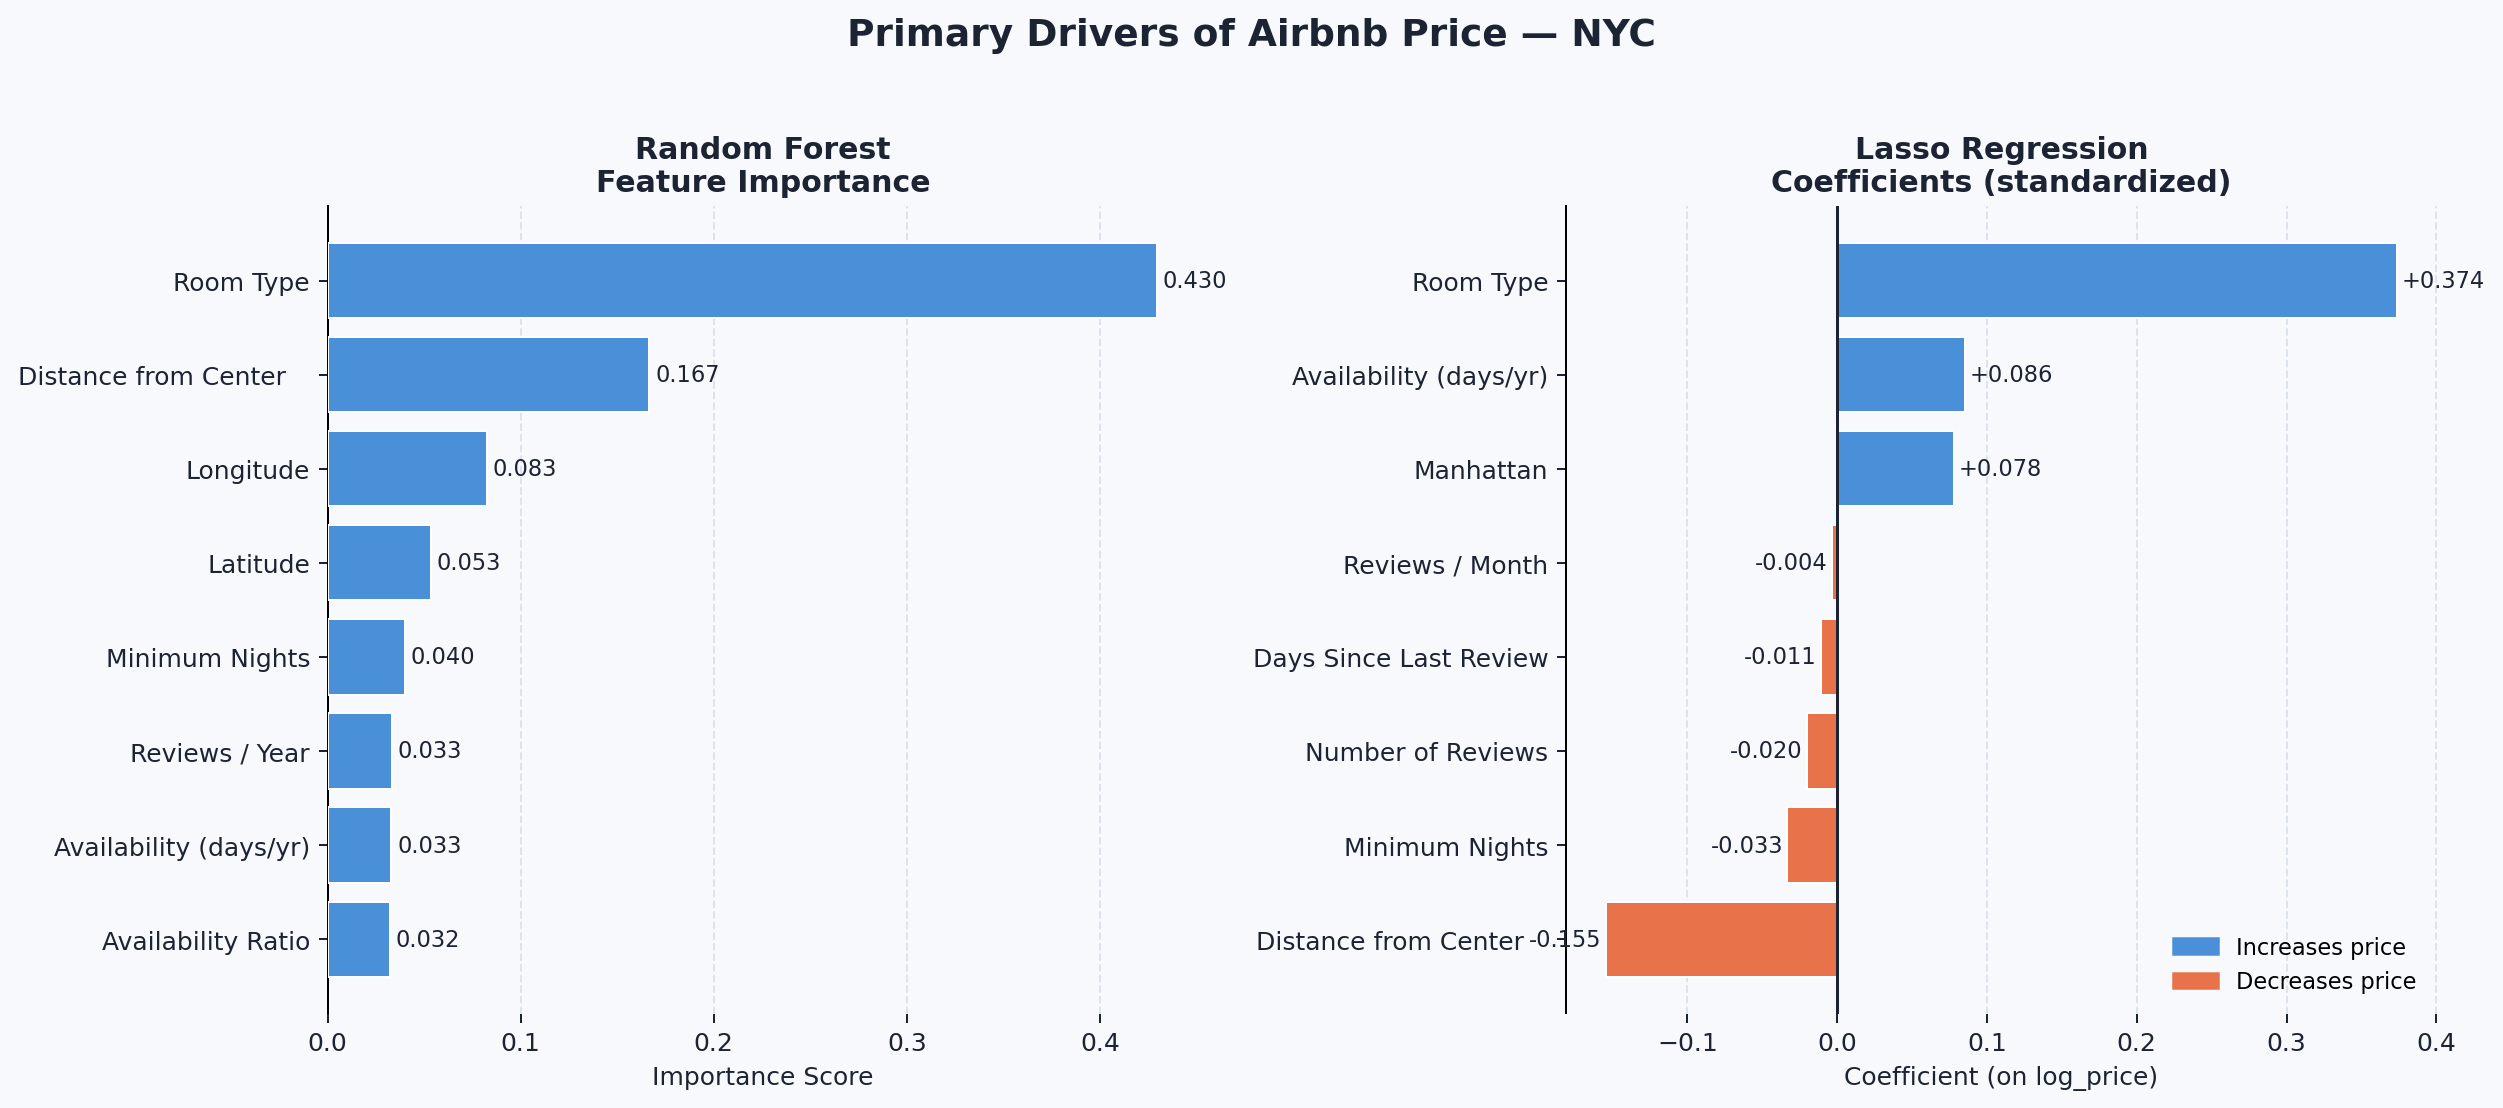 Primary Drivers of Airbnb Price — NYC
Random Forest
Feature Importance
Room Type
0.430
Distance from Center
0.167
Longitude
0.083
Latitude
0.053
Minimum Nights
0.040
Reviews / Year
0.033
Availability (days/yr)
0.033
Availability Ratio
0.032
0.0 0.1 0.2 0.3 0.4
Importance Score
Lasso Regression
Coefficients (standardized)
Room Type
+0.374
Availability (days/yr)
+0.086
Manhattan
+0.078
Reviews / Month
-0.004
Days Since Last Review
-0.011
Number of Reviews
-0.020
Minimum Nights
-0.033
Distance from Center
-0.155
Increases price
Decreases price
−0.1 0.0 0.1 0.2 0.3 0.4
Coefficient (on log_price)